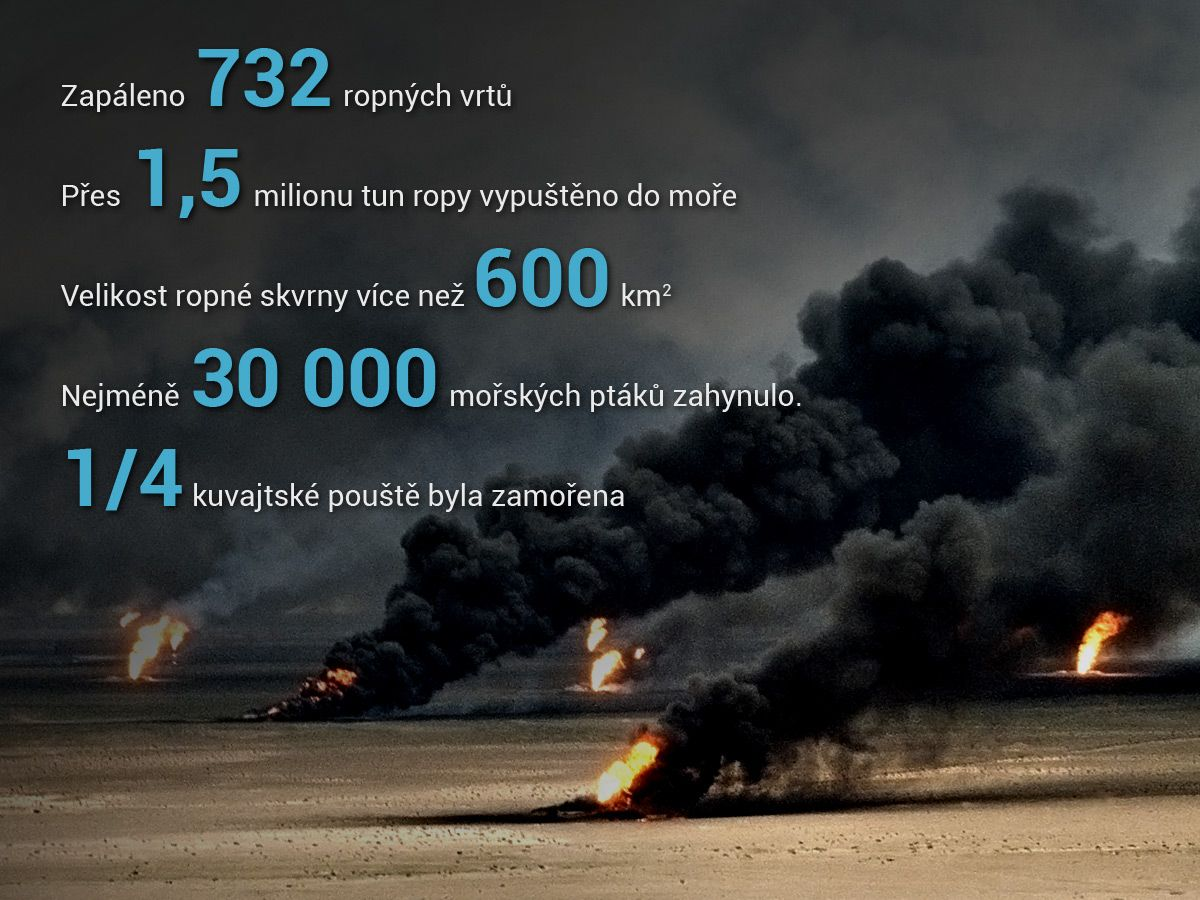 Zapáleno 732 ropných vrtů
Přes 1,5 milionu tun ropy vypuštěno do moře
Velikost ropné skvrny více než 600 km²
Nejméně 30 000 mořských ptáků zahynulo.
1/4 kuvajtské pouště byla zamořena